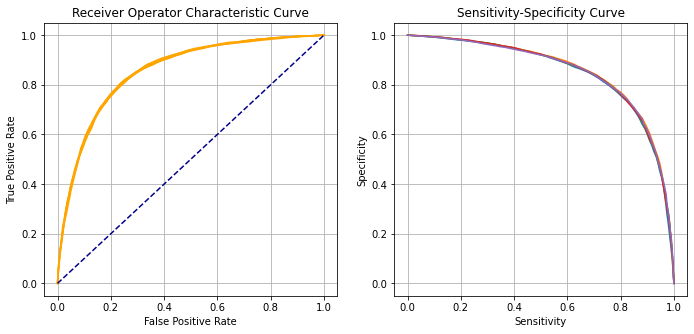 Receiver Operator Characteristic Curve
True Positive Rate
1.0
0.8
0.6
0.4
0.2
0.0
0.0 0.2 0.4 0.6 0.8 1.0
False Positive Rate
Sensitivity-Specificity Curve
Specificity
1.0
0.8
0.6
0.4
0.2
0.0
0.0 0.2 0.4 0.6 0.8 1.0
Sensitivity